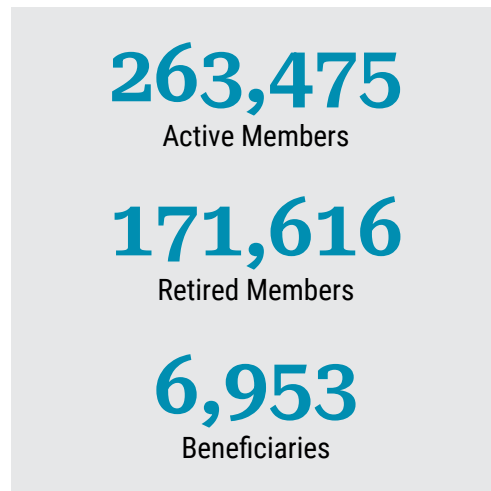 263,475
Active Members
171,616
Retired Members
6,953
Beneficiaries